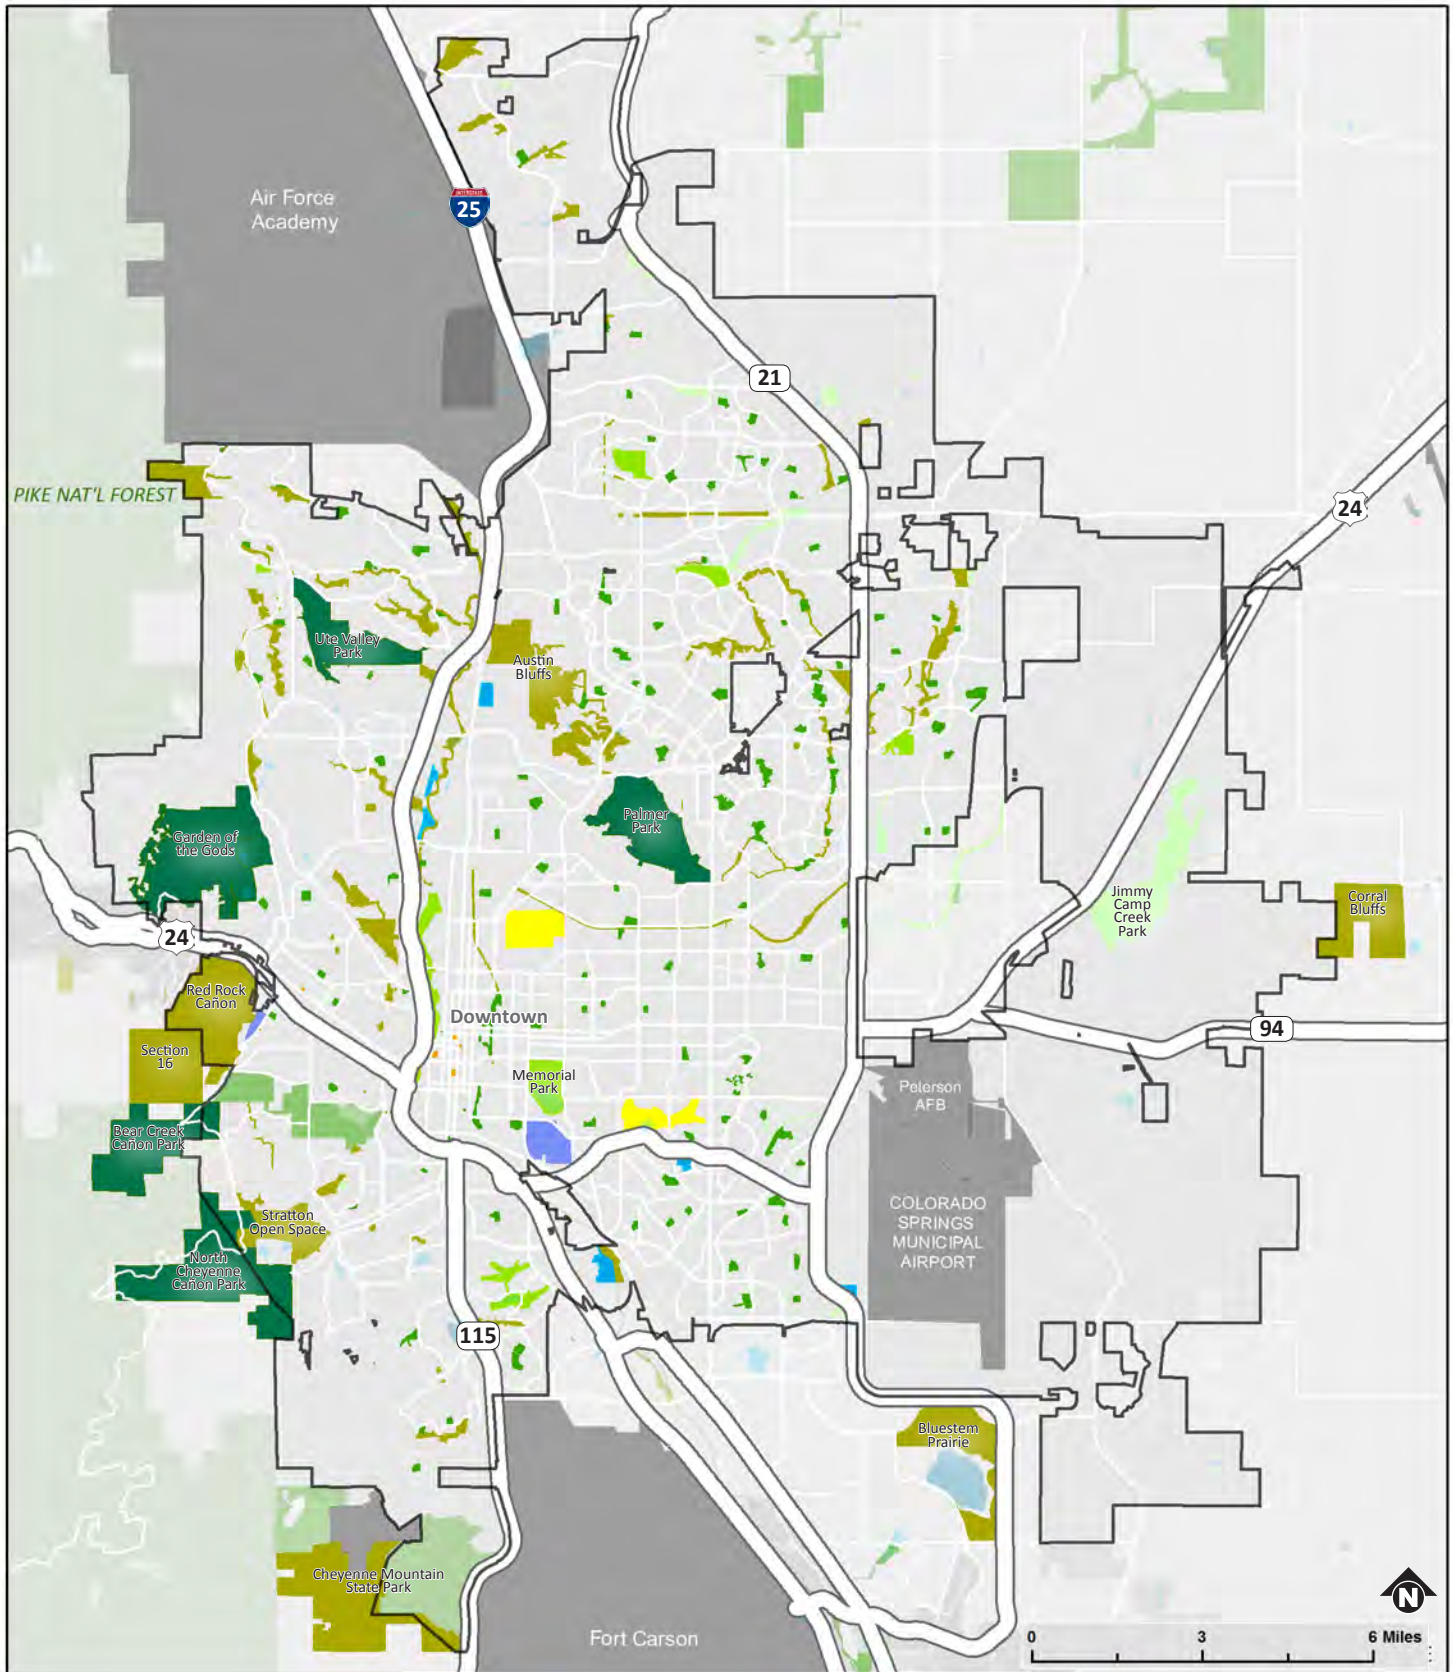 Air Force
Academy
INTERSTATE
25
21
PIKE NAT'L FOREST
24
Ute Valley
Park
Austin
Bluffs
Garden of
the Gods
Palmer
Park
Jimmy
Camp
Creek
Park
Corral
Bluffs
24
Red Rock
Cañon
Downtown
94
Section
16
Memorial
Park
Peterson
AFB
Bear Creek
Cañon Park
COLORADO
SPRINGS
MUNICIPAL
AIRPORT
Stratton
Open Space
North
Cheyenne
Cañon Park
115
Bluestem
Prairie
Cheyenne Mountain
State Park
Fort Carson
N
0 3 6 Miles